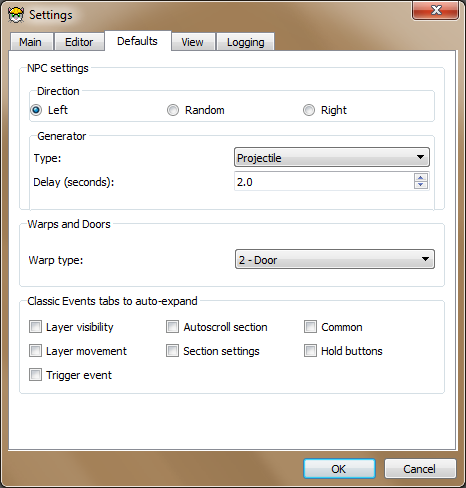 Settings
Main Editor Defaults View Logging
NPC settings
Direction
Left Random Right
Generator
Type: Projectile
Delay (seconds): 2.0
Warps and Doors
Warp type: 2 - Door
Classic Events tabs to auto-expand
Layer visibility Autoscroll section Common
Layer movement Section settings Hold buttons
Trigger event
OK Cancel